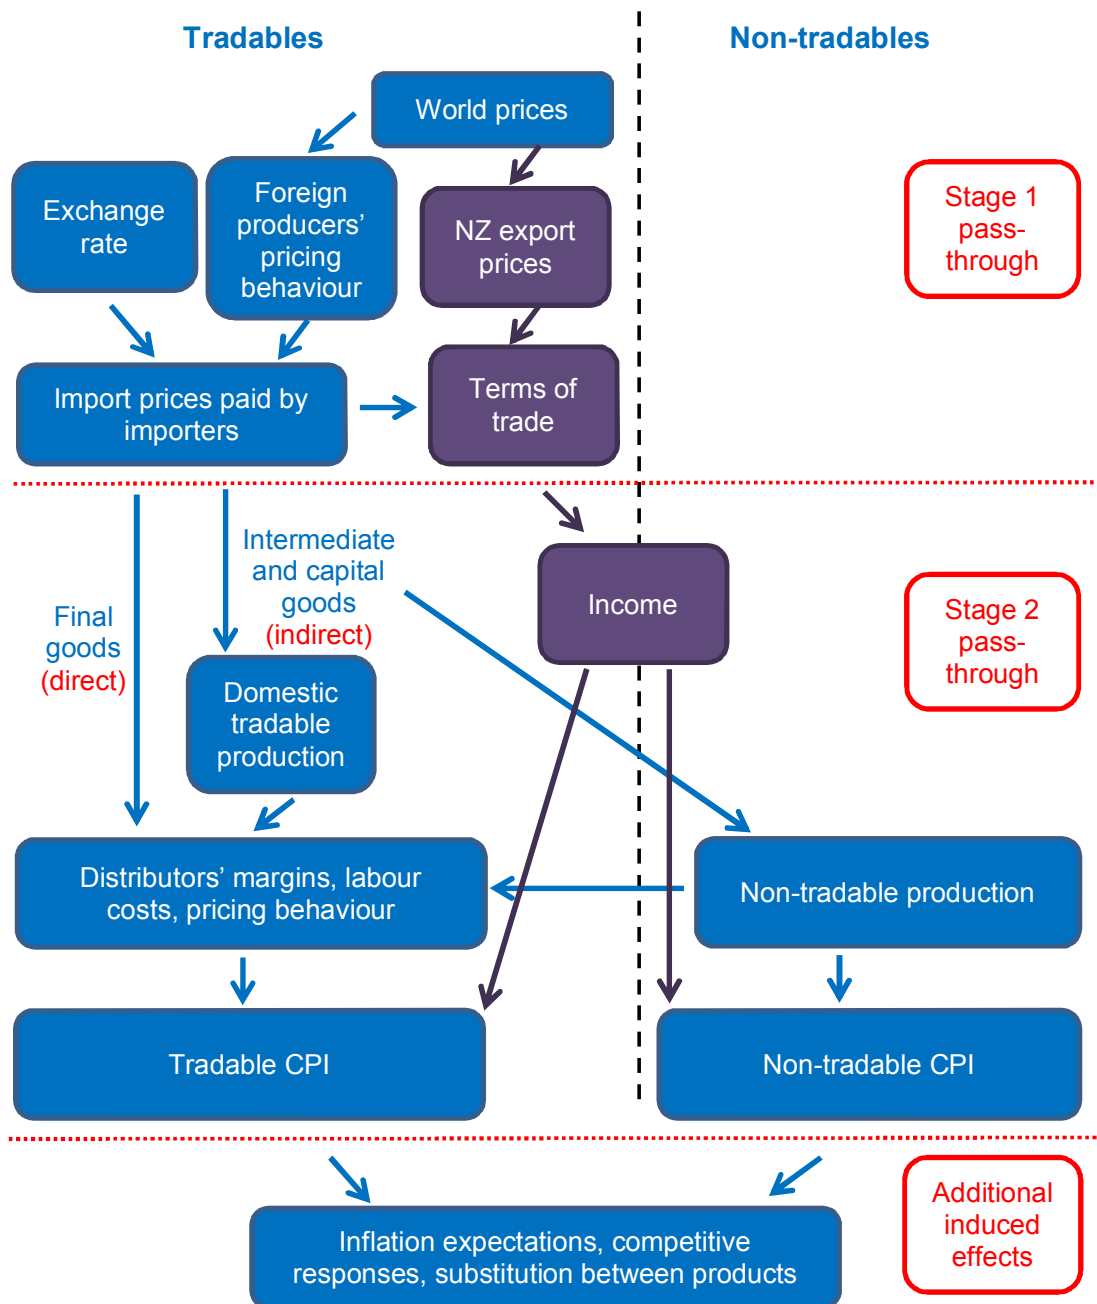 Tradables
Non-tradables
World prices
Exchange
rate
Foreign
producers’
pricing
behaviour
NZ export
prices
Stage 1
pass-
through
Import prices paid by
importers
Terms of
trade
Final
goods
(direct)
Intermediate
and capital
goods
(indirect)
Income
Stage 2
pass-
through
Domestic
tradable
production
Distributors’ margins, labour
costs, pricing behaviour
Non-tradable production
Tradable CPI
Non-tradable CPI
Inflation expectations, competitive
responses, substitution between products
Additional
induced
effects